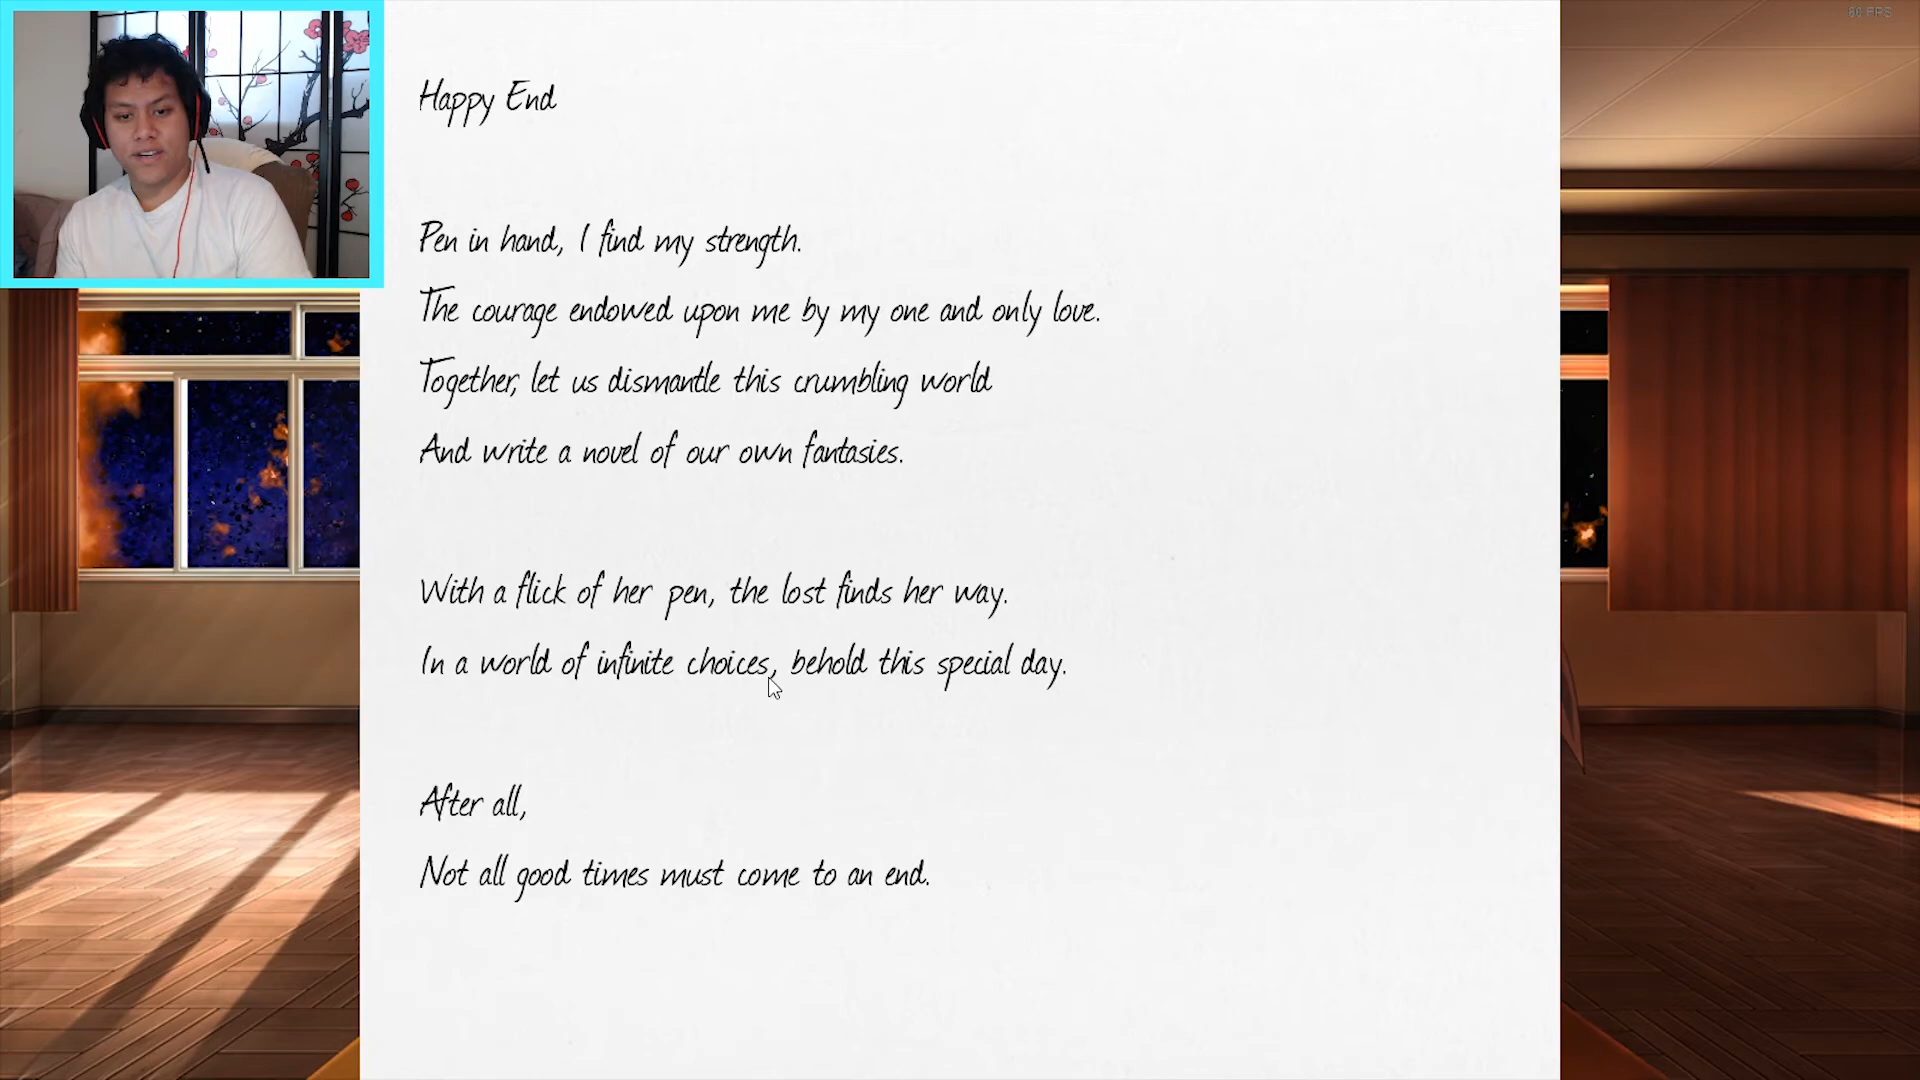 60 FPS
Happy End
Pen in hand, I find my strength.
The courage endowed upon me by my one and only love.
Together, let us dismantle this crumbling world
And write a novel of our own fantasies.
With a flick of her pen, the lost finds her way.
In a world of infinite choices, behold this special day.
After all,
Not all good times must come to an end.